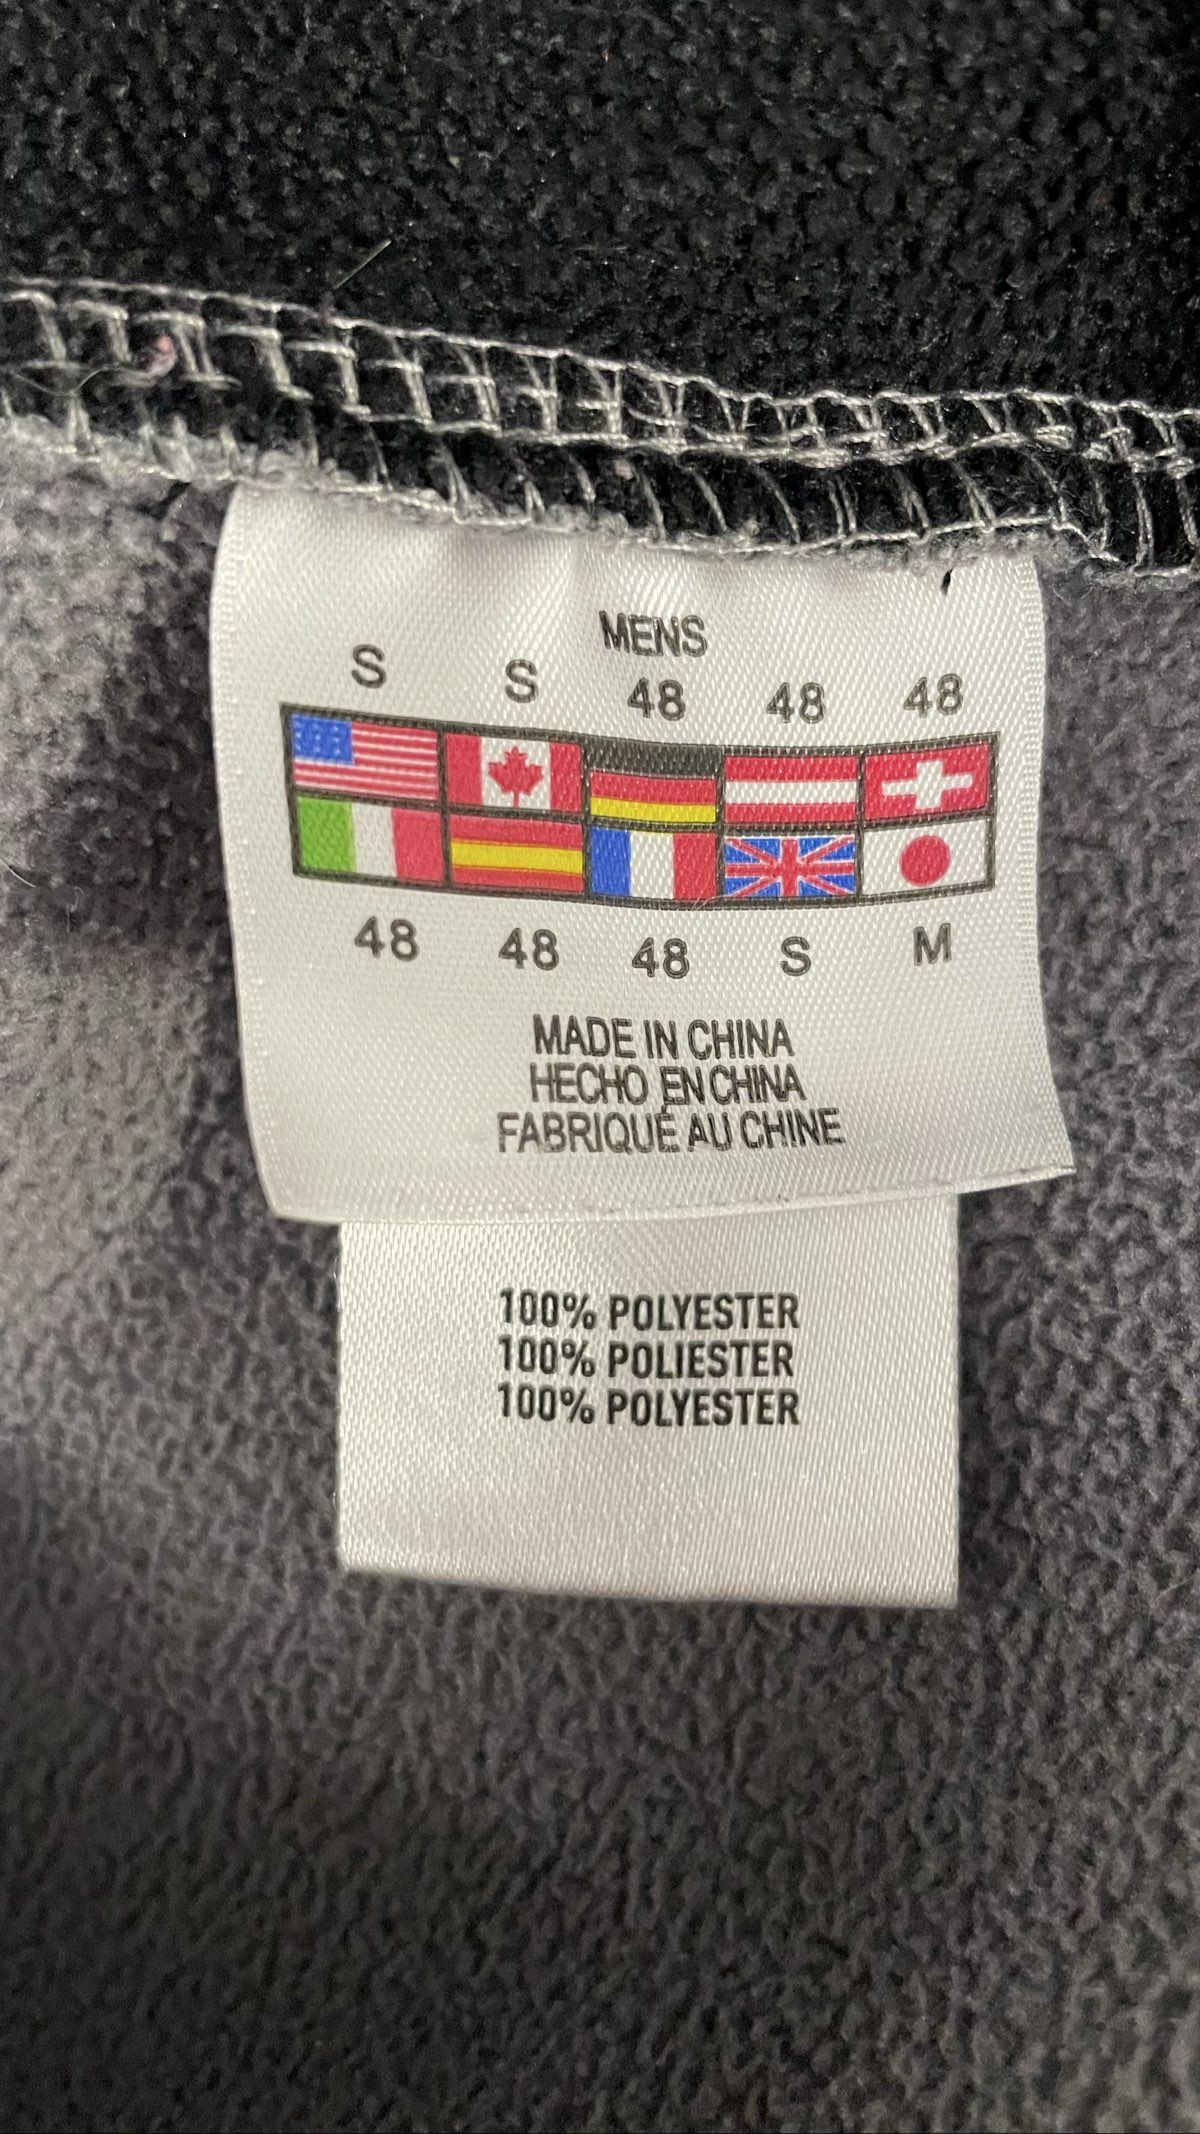 MENS
S S 48 48 48
48 48 48 S M
MADE IN CHINA
HECHO EN CHINA
FABRIQUÉ AU CHINE
100% POLYESTER
100% POLIESTER
100% POLYESTER